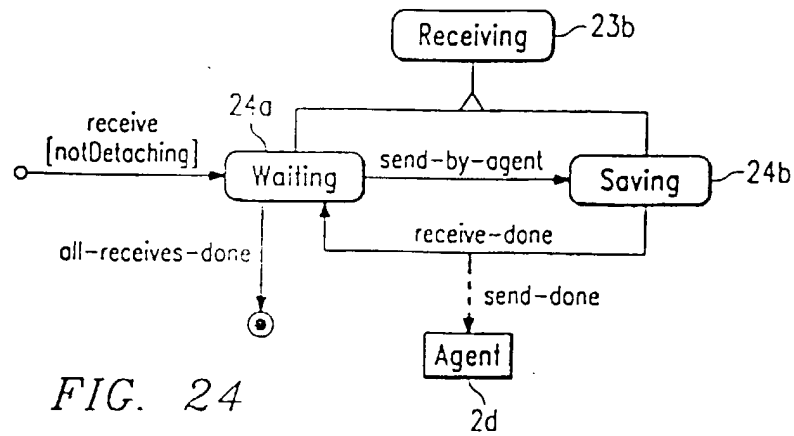 Receiving
23b
24a
receive
[notDetaching]
Waiting
send-by-agent
Saving
24b
receive-done
all-receives-done
send-done
Agent
2d
FIG. 24